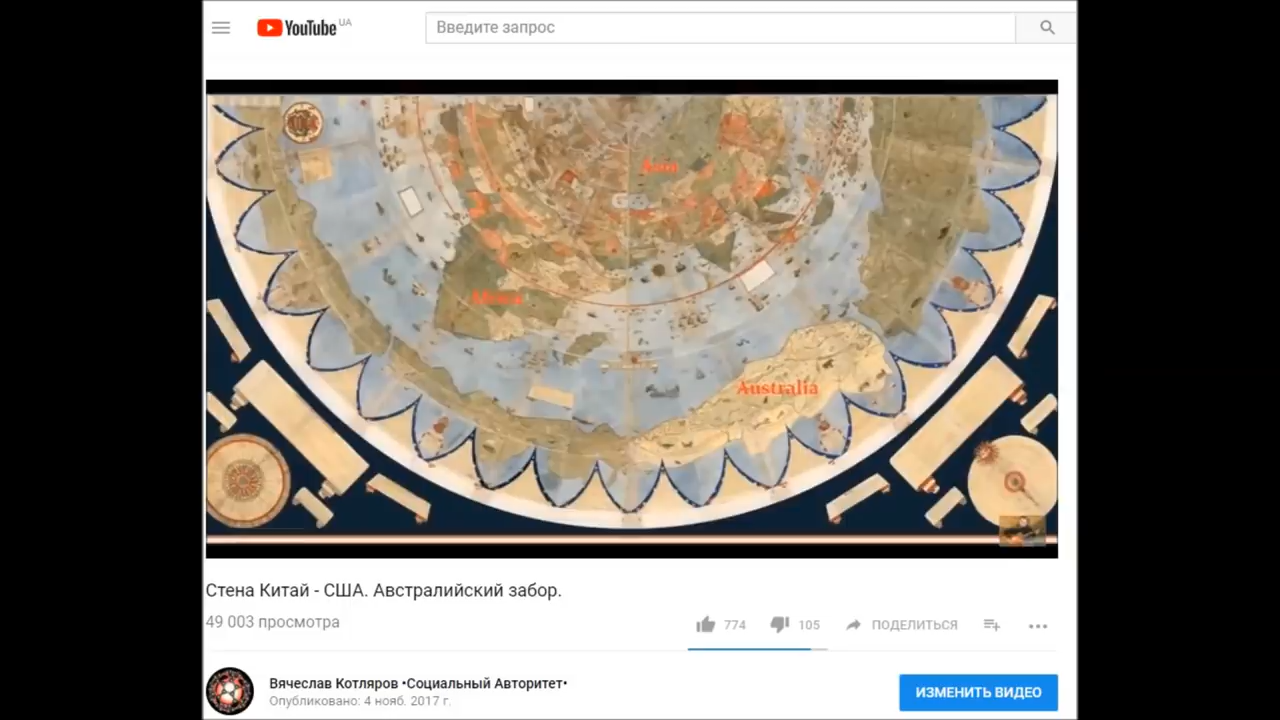 YouTube UA
Введите запрос
Asia
Africa
Australia
Стена Китай - США. Австралийский забор.
49 003 просмотра
774
105
ПОДЕЛИТЬСЯ
Вячеслав Котляров •Социальный Авторитет•
Опубликовано: 4 нояб. 2017 г.
ИЗМЕНИТЬ ВИДЕО